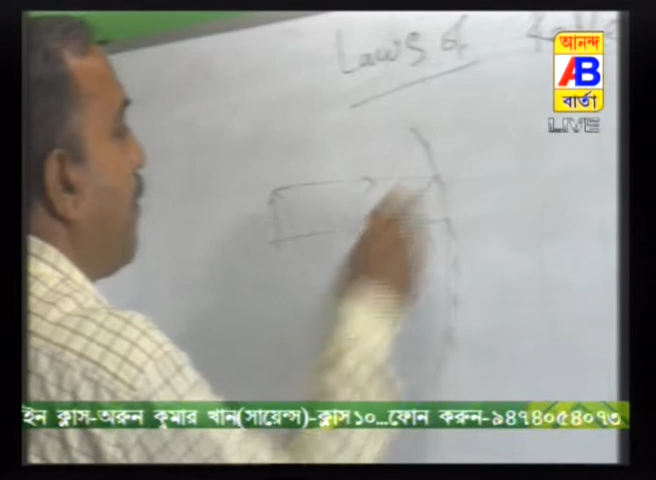 Laws of
আনন্দ
AB
বার্তা
LIVE
ইন ক্লাস-অরুন কুমার খান(সায়েন্স)-ক্লাস ১০...ফোন করুন-৯৪৭৪০৫৪০৭৩